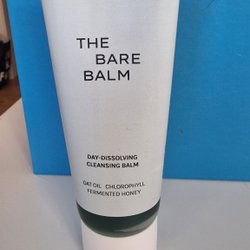 THE
BARE
BALM
DAY-DISSOLVING
CLEANSING BALM
OAT OIL CHLOROPHYLL
FERMENTED HONEY